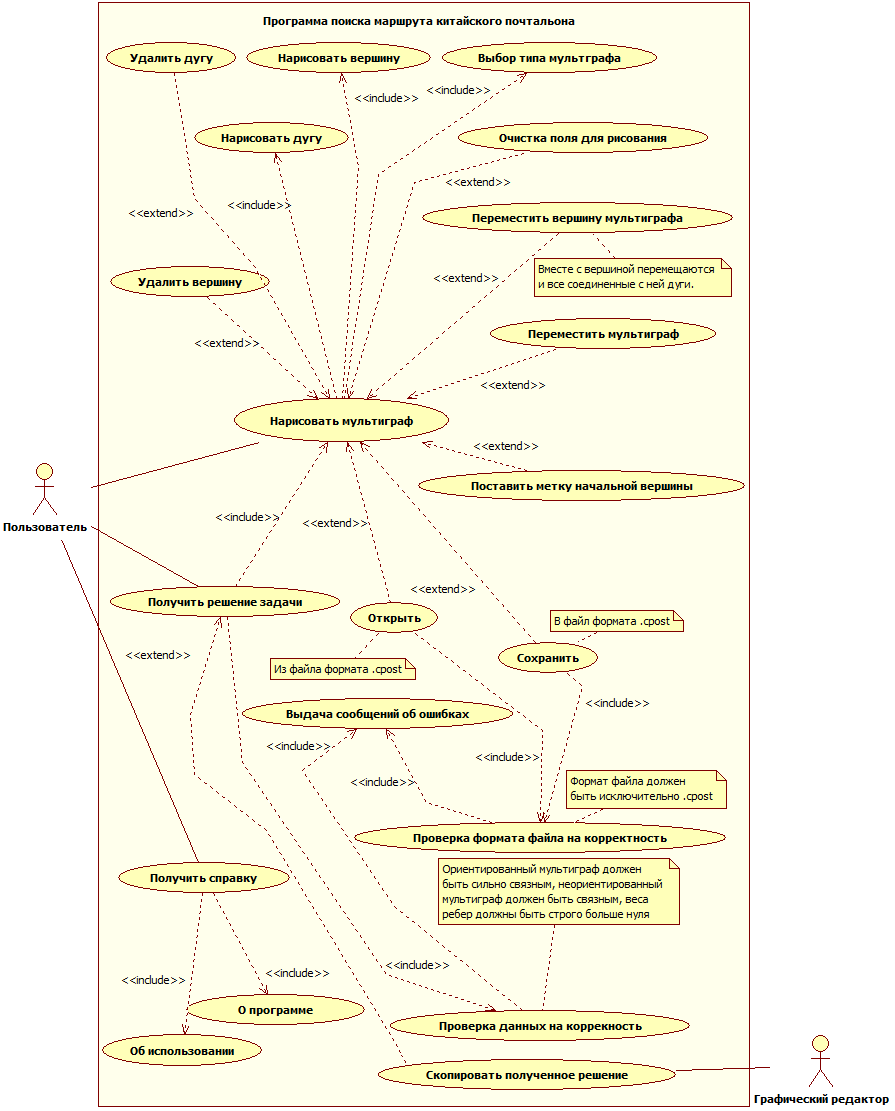 Программа поиска маршрута китайского почтальона
Удалить дугу
Нарисовать вершину
Выбор типа мультграфа
<<include>>
<<include>>
Нарисовать дугу
Очистка поля для рисования
<<extend>>
<<include>>
<<extend>>
Переместить вершину мультиграфа
Вместе с вершиной перемещаются
и все соединенные с ней дуги.
<<extend>>
Удалить вершину
<<extend>>
Переместить мультиграф
<<extend>>
Нарисовать мультиграф
<<extend>>
Поставить метку начальной вершины
Пользователь
<<include>>
<<extend>>
Получить решение задачи
<<extend>>
Открыть
В файл формата .cpost
<<extend>>
Сохранить
Из файла формата .cpost
<<include>>
Выдача сообщений об ошибках
<<include>>
<<include>>
<<include>>
Формат файла должен
быть исключительно .cpost
Проверка формата файла на корректность
Ориентированный мультиграф должен
быть сильно связным, неориентированный
мультиграф должен быть связным, веса
ребер должны быть строго больше нуля
Получить справку
<<include>>
<<include>>
<<include>>
О программе
Проверка данных на коррекность
Об использовании
Скопировать полученное решение
Графический редактор